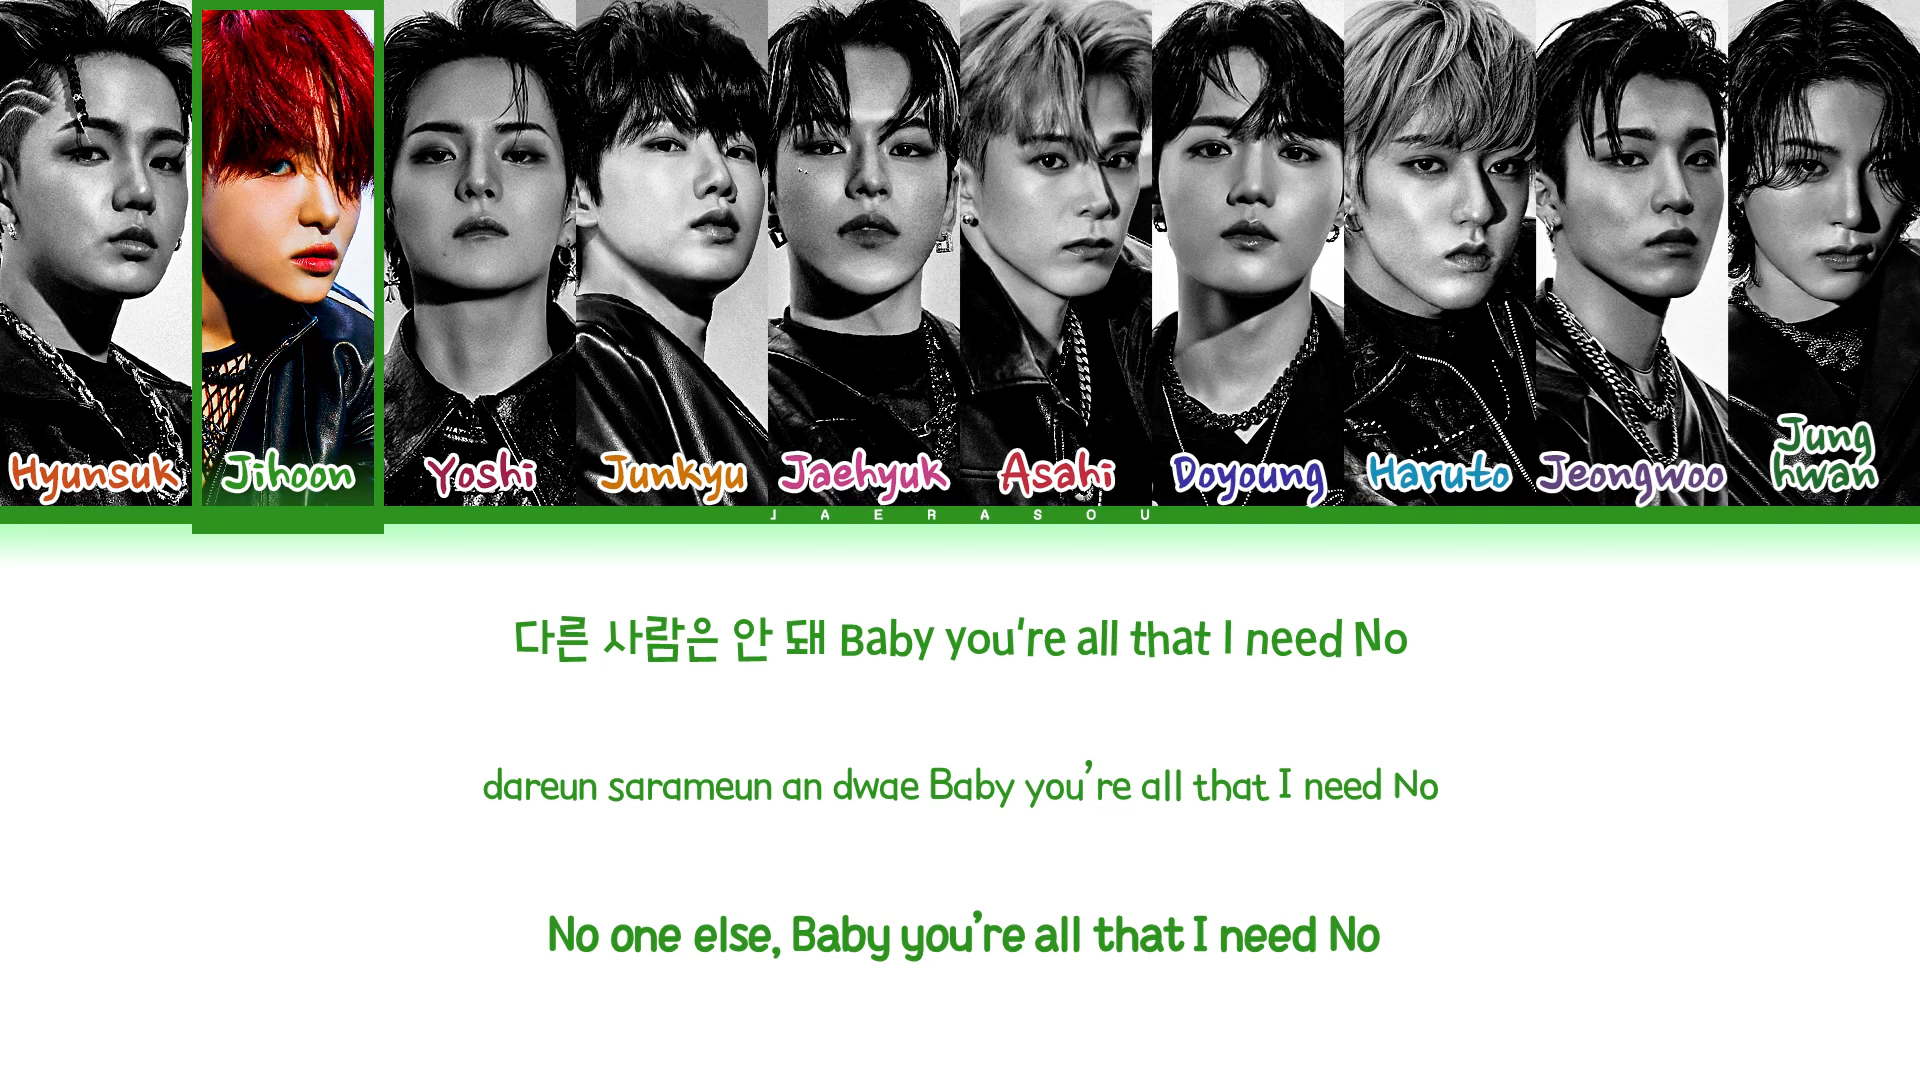 Hyunsuk
Jihoon
Yoshi
Junkyu
Jaehyuk
Asahi
Doyoung
Haruto
Jeongwoo
Jung
hwan
JAERASOU
다른 사람은 안 돼 Baby you're all that I need No
dareun sarameun an dwae Baby you’re all that I need No
No one else, Baby you’re all that I need No